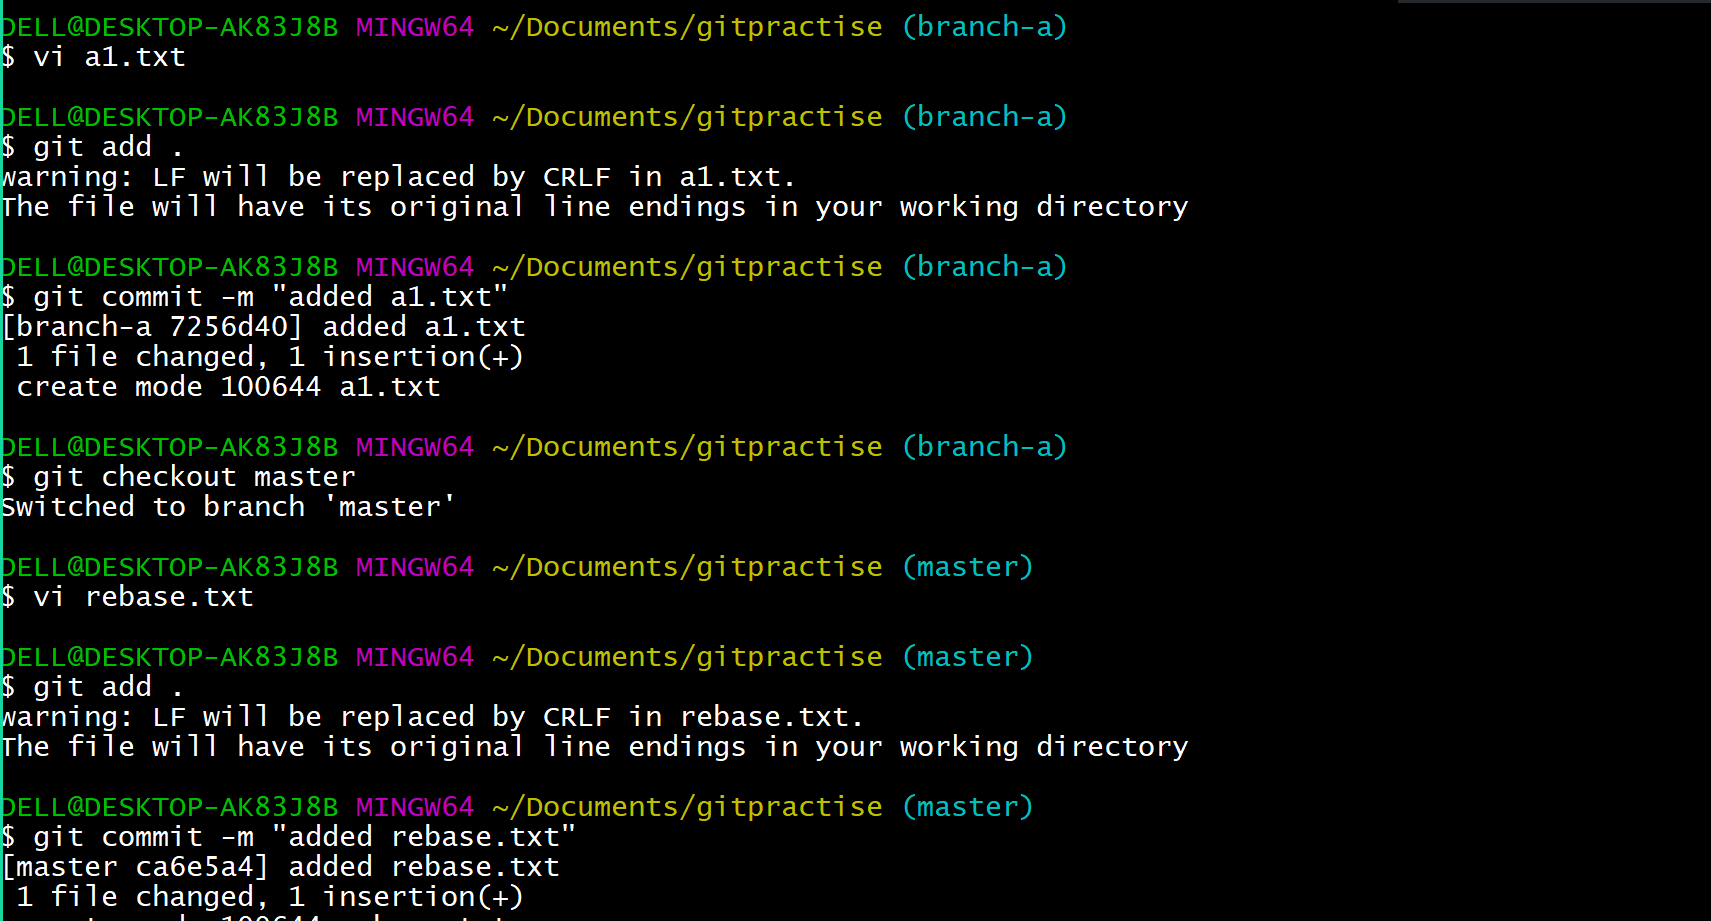 DELL@DESKTOP-AK83J8B MINGW64 ~/Documents/gitpractise (branch-a)
$ vi a1.txt
DELL@DESKTOP-AK83J8B MINGW64 ~/Documents/gitpractise (branch-a)
$ git add .
warning: LF will be replaced by CRLF in a1.txt.
The file will have its original line endings in your working directory
DELL@DESKTOP-AK83J8B MINGW64 ~/Documents/gitpractise (branch-a)
$ git commit -m "added a1.txt"
[branch-a 7256d40] added a1.txt
1 file changed, 1 insertion(+)
create mode 100644 a1.txt
DELL@DESKTOP-AK83J8B MINGW64 ~/Documents/gitpractise (branch-a)
$ git checkout master
Switched to branch 'master'
DELL@DESKTOP-AK83J8B MINGW64 ~/Documents/gitpractise (master)
$ vi rebase.txt
DELL@DESKTOP-AK83J8B MINGW64 ~/Documents/gitpractise (master)
$ git add .
warning: LF will be replaced by CRLF in rebase.txt.
The file will have its original line endings in your working directory
DELL@DESKTOP-AK83J8B MINGW64 ~/Documents/gitpractise (master)
$ git commit -m "added rebase.txt"
[master ca6e5a4] added rebase.txt
1 file changed, 1 insertion(+)